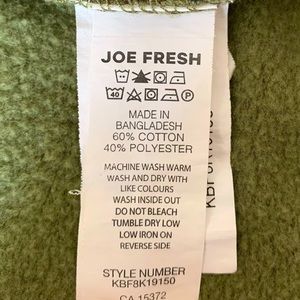 JOE FRESH
40
P
MADE IN
BANGLADESH
60% COTTON
40% POLYESTER
MACHINE WASH WARM
WASH AND DRY WITH
LIKE COLOURS
WASH INSIDE OUT
DO NOT BLEACH
TUMBLE DRY LOW
LOW IRON ON
REVERSE SIDE
STYLE NUMBER
KBF8K19150
CA 15372